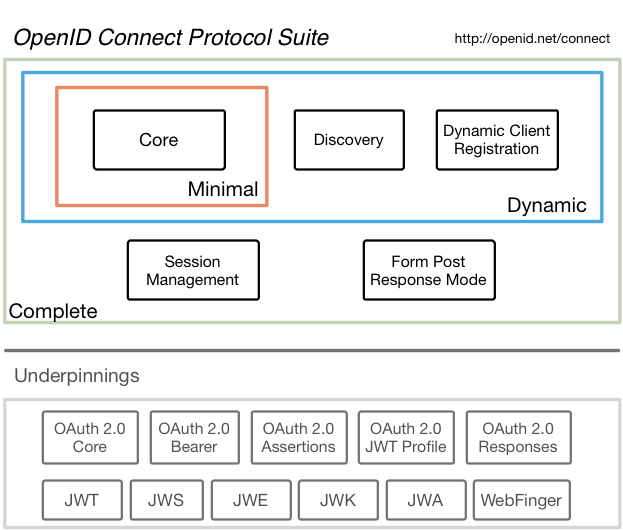 OpenID Connect Protocol Suite
http://openid.net/connect
Core
Discovery
Dynamic Client
Registration
Minimal
Dynamic
Session
Management
Form Post
Response Mode
Complete
Underpinnings
OAuth 2.0
Core
OAuth 2.0
Bearer
OAuth 2.0
Assertions
OAuth 2.0
JWT Profile
OAuth 2.0
Responses
JWT
JWS
JWE
JWK
JWA
WebFinger